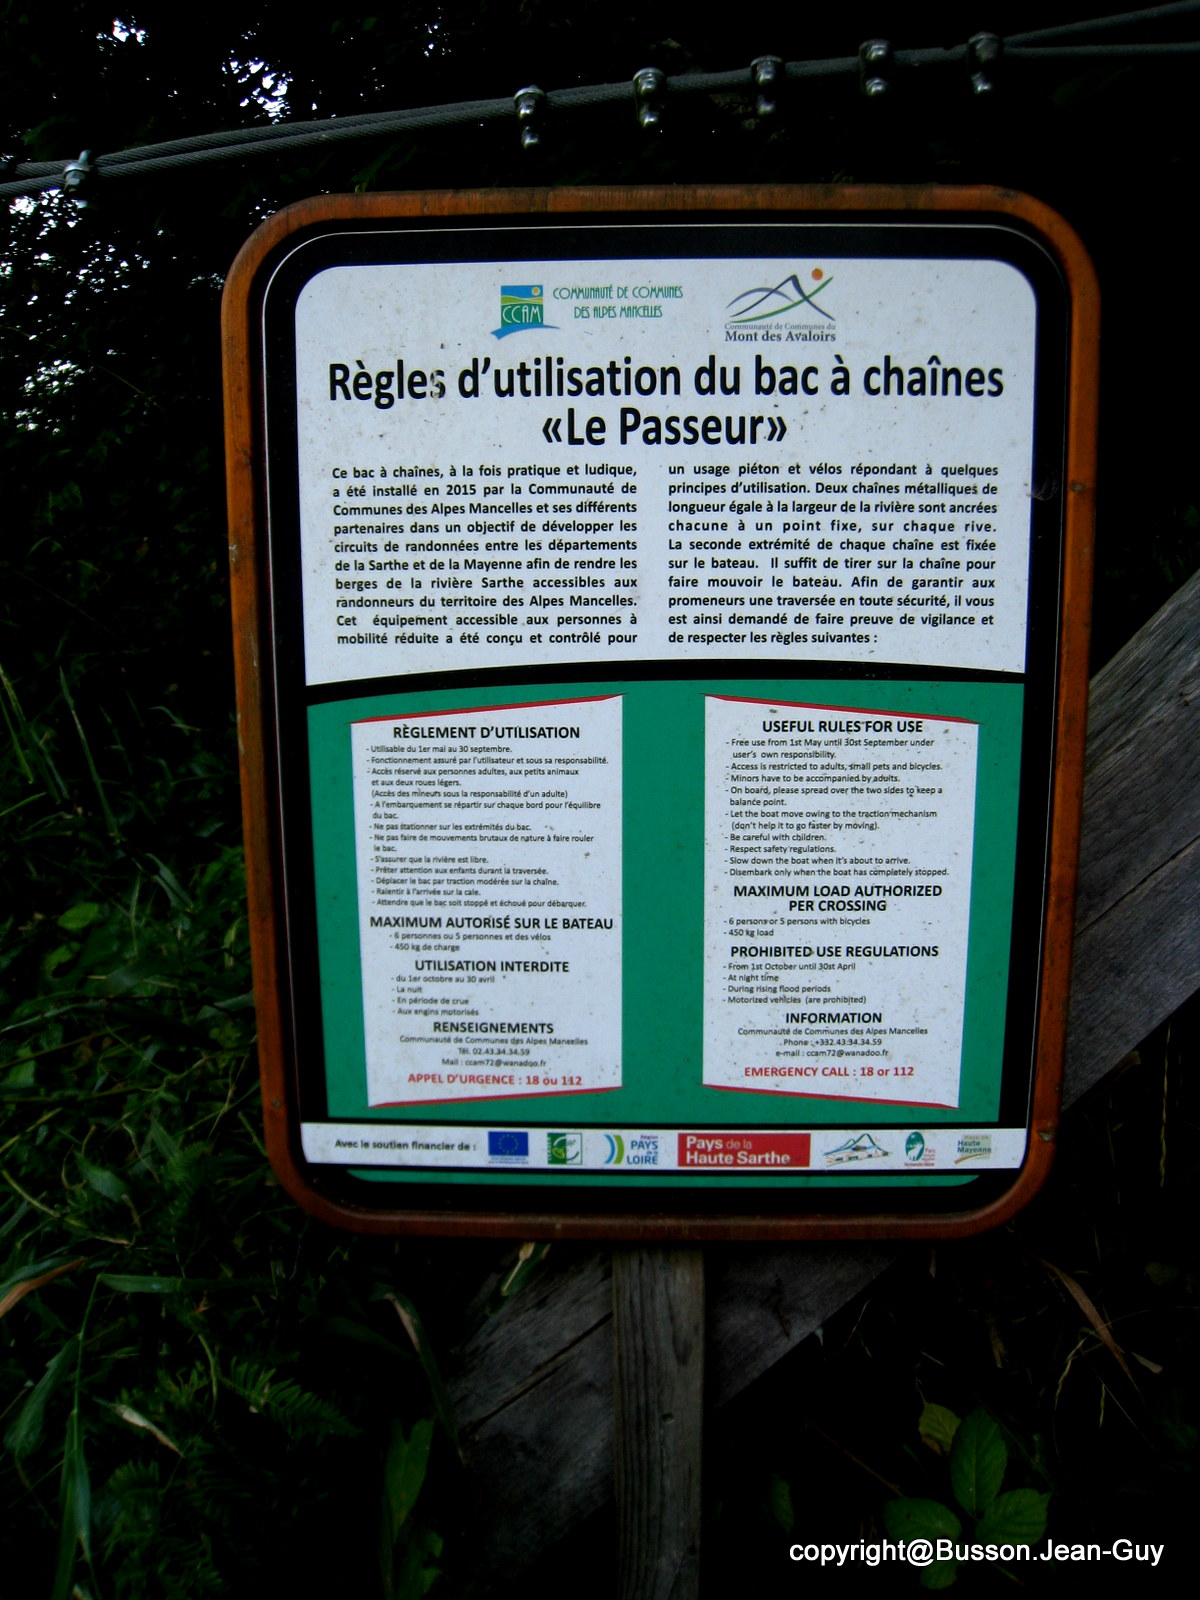 CCAM
COMMUNAUTÉ DE COMMUNES
DES ALPES MANCELLES
Communauté de Communes du
Mont des Avaloirs
Règles d'utilisation du bac à chaînes
«Le Passeur»
Ce bac à chaînes, à la fois pratique et ludique,
a été installé en 2015 par la Communauté de
Communes des Alpes Mancelles et ses différents
partenaires dans un objectif de développer les
circuits de randonnées entre les départements
de la Sarthe et de la Mayenne afin de rendre les
berges de la rivière Sarthe accessibles aux
randonneurs du territoire des Alpes Mancelles.
Cet équipement accessible aux personnes à
mobilité réduite a été conçu et contrôlé pour
un usage piéton et vélos répondant à quelques
principes d'utilisation. Deux chaînes métalliques de
longueur égale à la largeur de la rivière sont ancrées
chacune à un point fixe, sur chaque rive.
La seconde extrémité de chaque chaîne est fixée
sur le bateau. Il suffit de tirer sur la chaîne pour
faire mouvoir le bateau. Afin de garantir aux
promeneurs une traversée en toute sécurité, il vous
est ainsi demandé de faire preuve de vigilance et
de respecter les règles suivantes :
RÈGLEMENT D'UTILISATION
- Utilisable du 1er mai au 30 septembre.
- Fonctionnement assuré par l'utilisateur et sous sa responsabilité.
- Accès réservé aux personnes adultes, aux petits animaux
et aux deux roues légers.
(Accès des mineurs sous la responsabilité d'un adulte)
- A l'embarquement se répartir sur chaque bord pour l'équilibre
du bac.
- Ne pas stationner sur les extrémités du bac.
- Ne pas faire de mouvements brutaux de nature à faire rouler
le bac.
- S'assurer que la rivière est libre.
- Prêter attention aux enfants durant la traversée.
- Déplacer le bac par traction modérée sur la chaîne.
- Ralentir à l'arrivée sur la cale.
- Attendre que le bac soit stoppé et échoué pour débarquer.
MAXIMUM AUTORISÉ SUR LE BATEAU
- 6 personnes ou 5 personnes et des vélos
- 450 kg de charge
UTILISATION INTERDITE
- du 1er octobre au 30 avril
- La nuit
- En période de crue
- Aux engins motorisés
RENSEIGNEMENTS
Communauté de Communes des Alpes Mancelles
Tél. 02.43.34.34.59
Mail : ccam72@wanadoo.fr
APPEL D'URGENCE : 18 ou 112
USEFUL RULES FOR USE
- Free use from 1st May until 30st September under
user's own responsibility.
- Access is restricted to adults, small pets and bicycles.
- Minors have to be accompanied by adults.
- On board, please spread over the two sides to keep a
balance point.
- Let the boat move owing to the traction mechanism
(don't help it to go faster by moving).
- Be careful with children.
- Respect safety regulations.
- Slow down the boat when it's about to arrive.
- Disembark only when the boat has completely stopped.
MAXIMUM LOAD AUTHORIZED
PER CROSSING
- 6 persons or 5 persons with bicycles
- 450 kg load
PROHIBITED USE REGULATIONS
- From 1st October until 30st April
- At night time
- During rising flood periods
- Motorized vehicles (are prohibited)
INFORMATION
Communauté de Communes des Alpes Mancelles
Phone : +332.43.34.34.59
e-mail : ccam72@wanadoo.fr
EMERGENCY CALL : 18 or 112
Avec le soutien financier de :
Région
PAYS
de la
LOIRE
Pays de la
Haute Sarthe
Haute
Mayenne
copyright@Busson.Jean-Guy